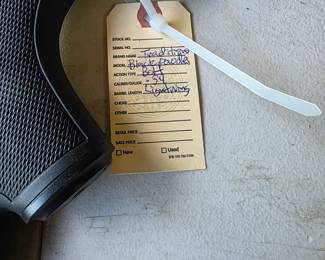 STOCK NO.
SERIAL NO.
BRAND NAME Traditions
MODEL Black powder
ACTION TYPE Bolt
CALIBER/GAUGE .54
BARREL LENGTH Lightning
CHOKE
OTHER
RETAIL PRICE
SALE PRICE
New Used